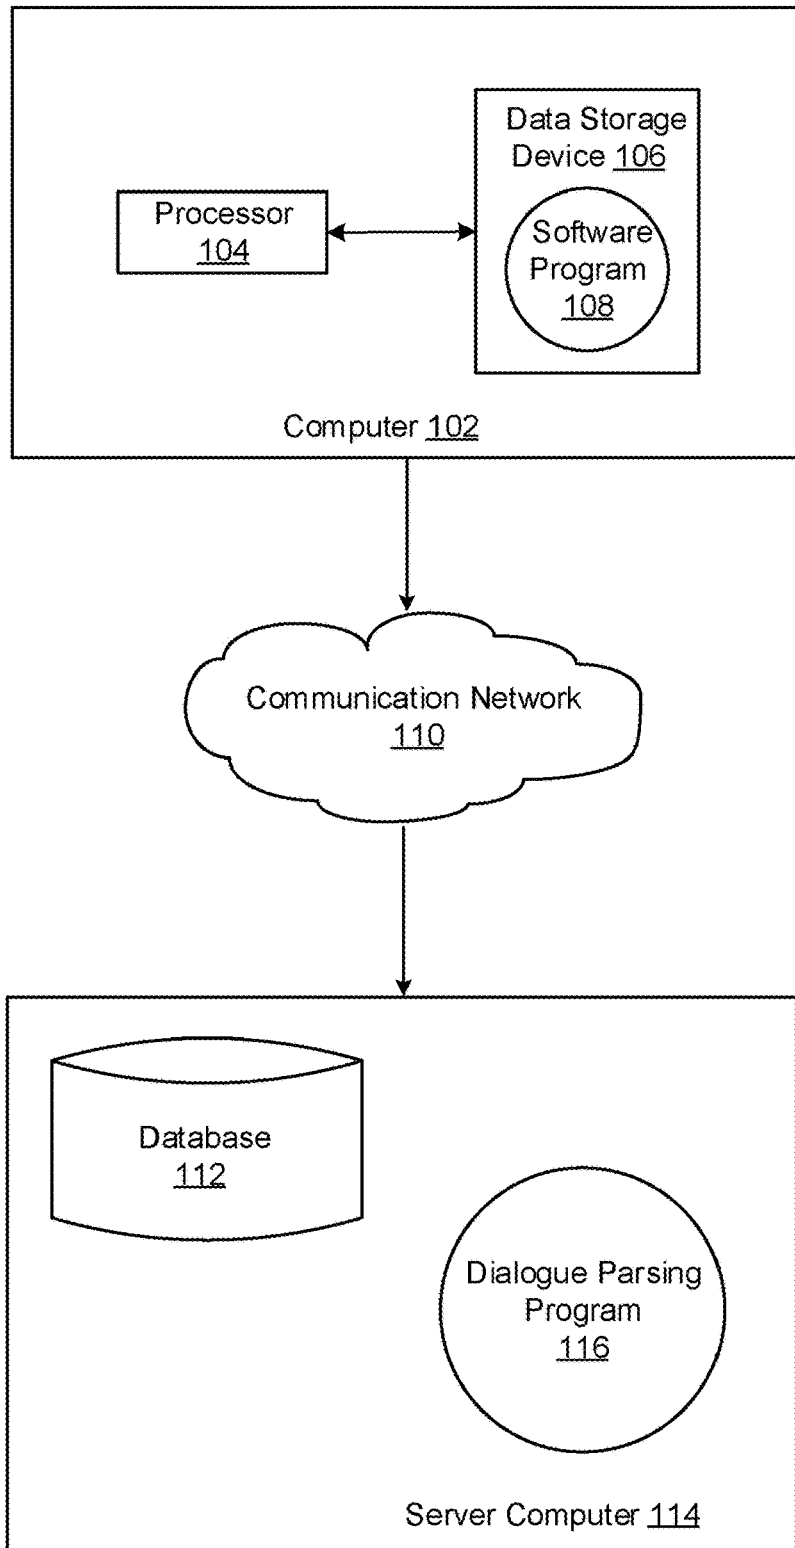 Data Storage
Device 106
Processor
104
Software
Program
108
Computer 102
Communication Network
110
Database
112
Dialogue Parsing
Program
116
Server Computer 114